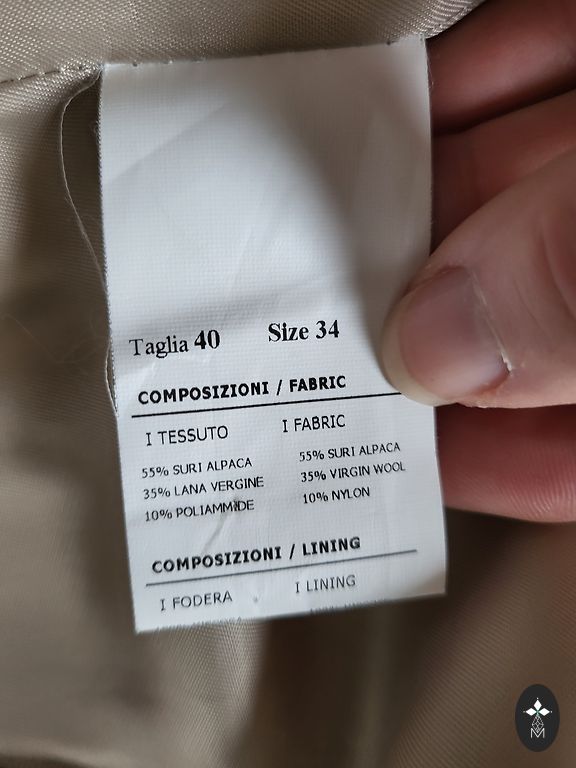 Taglia 40 Size 34
COMPOSIZIONI / FABRIC
I TESSUTO I FABRIC
55% SURI ALPACA 55% SURI ALPACA
35% LANA VERGINE 35% VIRGIN WOOL
10% POLIAMMIDE 10% NYLON
COMPOSIZIONI / LINING
I FODERA I LINING
M